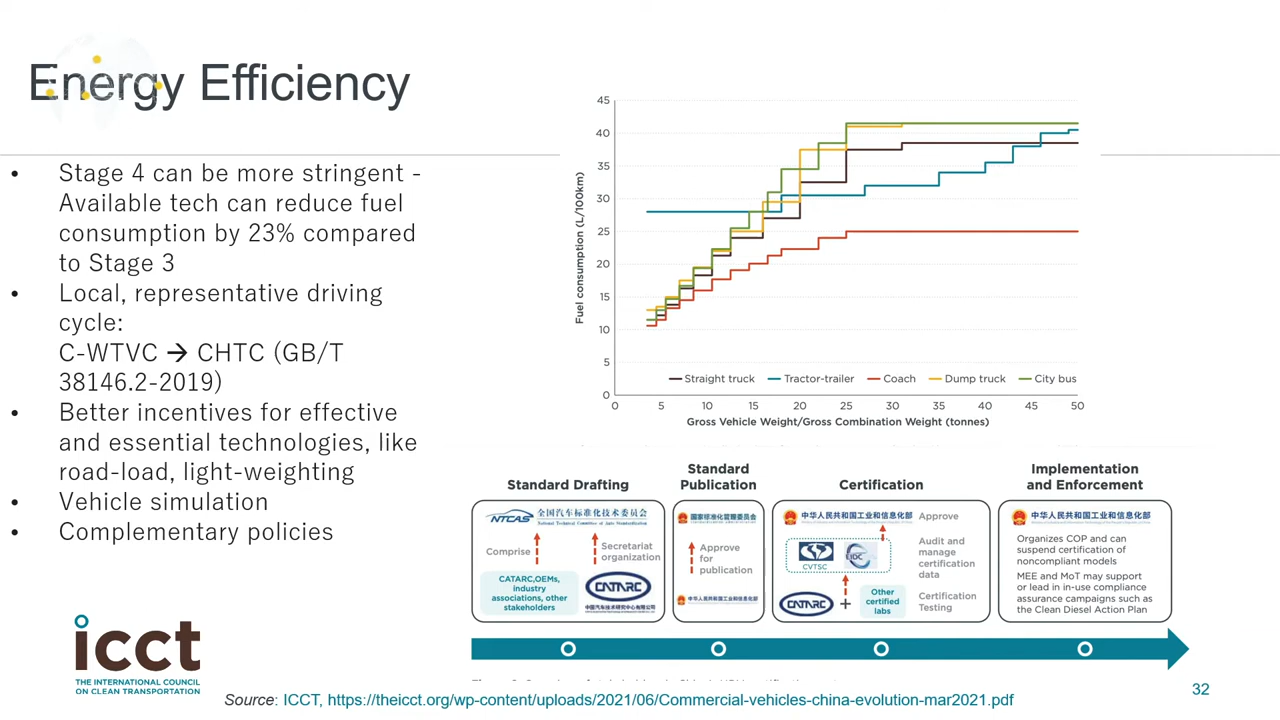 Energy Efficiency
• Stage 4 can be more stringent -
Available tech can reduce fuel
consumption by 23% compared
to Stage 3
• Local, representative driving
cycle:
C-WTVC → CHTC (GB/T
38146.2-2019)
• Better incentives for effective
and essential technologies, like
road-load, light-weighting
• Vehicle simulation
• Complementary policies
Fuel consumption (L/100km)
45
40
35
30
25
20
15
10
5
0
Straight truck
Tractor-trailer
Coach
Dump truck
City bus
0 5 10 15 20 25 30 35 40 45 50
Gross Vehicle Weight/Gross Combination Weight (tonnes)
Standard Drafting
NTCAS 全国汽车标准化技术委员会
National Technical Committee of Auto Standardization
Comprise
Secretariat
organization
CATARC,OEMs,
industry
associations, other
stakeholders
CATARC
中国汽车技术研究中心有限公司
Standard
Publication
国家标准化管理委员会
Approve
for
publication
中华人民共和国工业和信息化部
Certification
中华人民共和国工业和信息化部
Approve
CVTSC
IDC
Audit and
manage
certification
data
CATARC
+
Other
certified
labs
Certification
Testing
Implementation
and Enforcement
中华人民共和国工业和信息化部
Organizes COP and can
suspend certification of
noncompliant models
MEE and MoT may support
or lead in-use compliance
assurance campaigns such as
the Clean Diesel Action Plan
icct
THE INTERNATIONAL COUNCIL
ON CLEAN TRANSPORTATION
Source: ICCT, https://theicct.org/wp-content/uploads/2021/06/Commercial-vehicles-china-evolution-mar2021.pdf
32